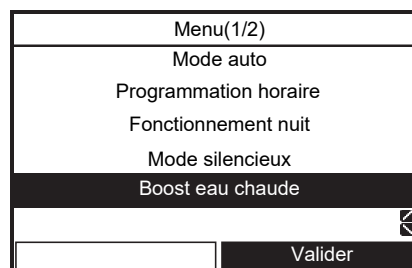 Menu(1/2)
Mode auto
Programmation horaire
Fonctionnement nuit
Mode silencieux
Boost eau chaude
Valider